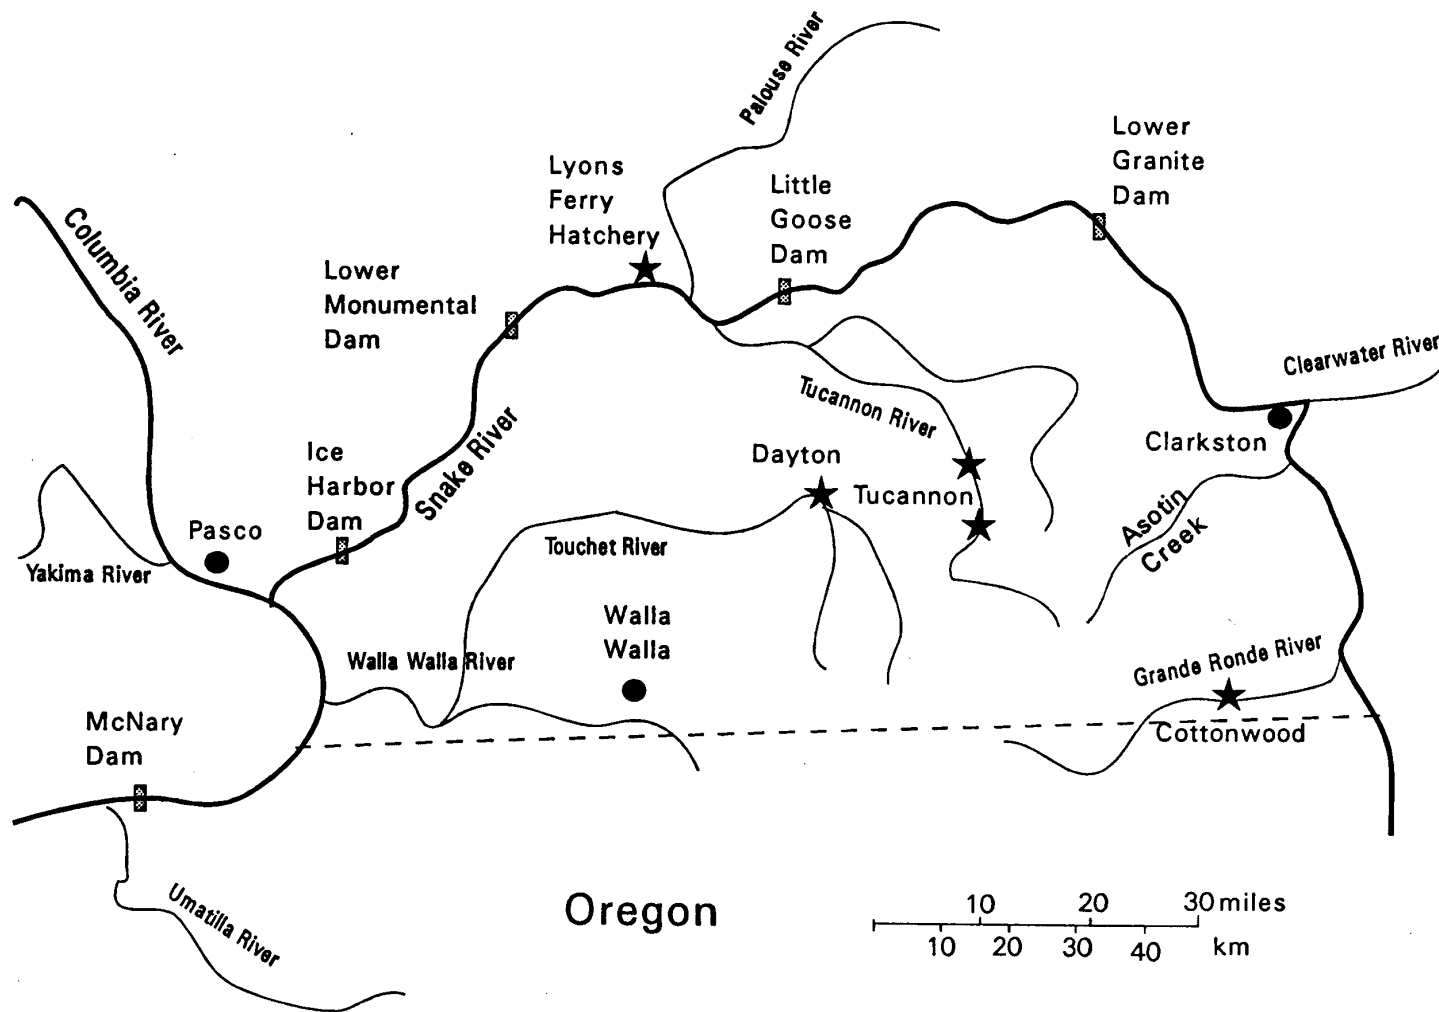 Palouse River
Lower
Granite
Dam
Lyons
Ferry
Hatchery
Little
Goose
Dam
Columbia River
Lower
Monumental
Dam
Clearwater River
Tucannon River
Clarkston
Snake River
Ice
Harbor
Dam
Dayton
Tucannon
Asotin
Creek
Pasco
Touchet River
Yakima River
Walla
Walla
Walla Walla River
Grande Ronde River
McNary
Dam
Cottonwood
Umatilla River
Oregon
10 20 30 miles
10 20 30 40 km